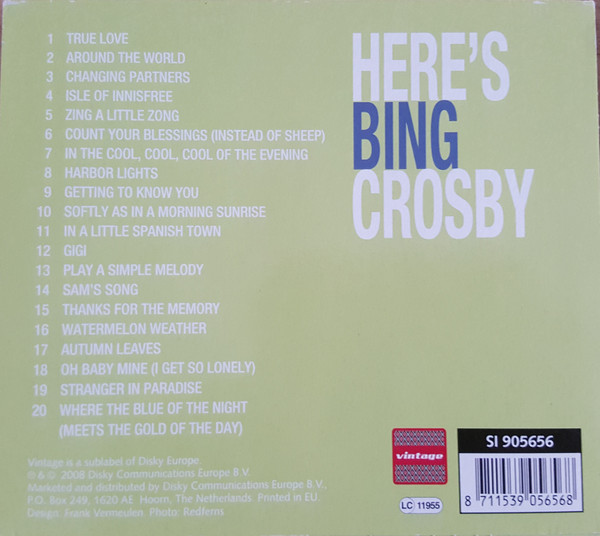 1 TRUE LOVE
2 AROUND THE WORLD
3 CHANGING PARTNERS
4 ISLE OF INNISFREE
5 ZING A LITTLE ZONG
6 COUNT YOUR BLESSINGS (INSTEAD OF SHEEP)
7 IN THE COOL, COOL, COOL OF THE EVENING
8 HARBOR LIGHTS
9 GETTING TO KNOW YOU
10 SOFTLY AS IN A MORNING SUNRISE
11 IN A LITTLE SPANISH TOWN
12 GIGI
13 PLAY A SIMPLE MELODY
14 SAM'S SONG
15 THANKS FOR THE MEMORY
16 WATERMELON WEATHER
17 AUTUMN LEAVES
18 OH BABY MINE (I GET SO LONELY)
19 STRANGER IN PARADISE
20 WHERE THE BLUE OF THE NIGHT
(MEETS THE GOLD OF THE DAY)
HERE'S
BING
CROSBY
Vintage is a sublabel of Disky Europe.
℗ & © 2008 Disky Communications Europe B.V.
Marketed and distributed by Disky Communications Europe B.V.,
P.O. Box 249, 1620 AE Hoorn, The Netherlands. Printed in EU.
Design: Frank Vermeulen. Photo: Redferns
vintage
LC 11955
SI 905656
8 711539 056568